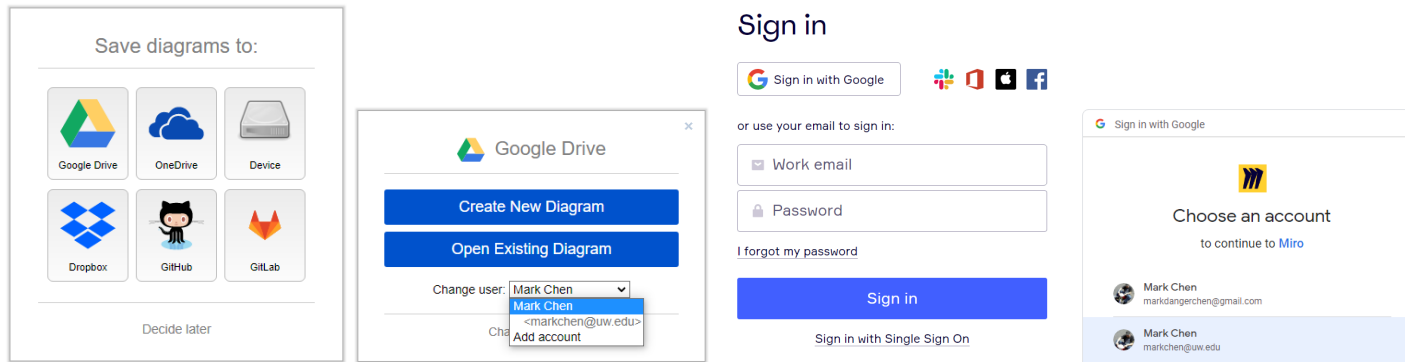 Save diagrams to:
Google Drive
OneDrive
Device
Dropbox
GitHub
GitLab
Decide later
×
Google Drive
Create New Diagram
Open Existing Diagram
Change user: Mark Chen
Mark Chen
<markchen@uw.edu>
Add account
Cha
Sign in
Sign in with Google
or use your email to sign in:
Work email
Password
I forgot my password
Sign in
Sign in with Single Sign On
Sign in with Google
Choose an account
to continue to Miro
Mark Chen
markdangerchen@gmail.com
Mark Chen
markchen@uw.edu